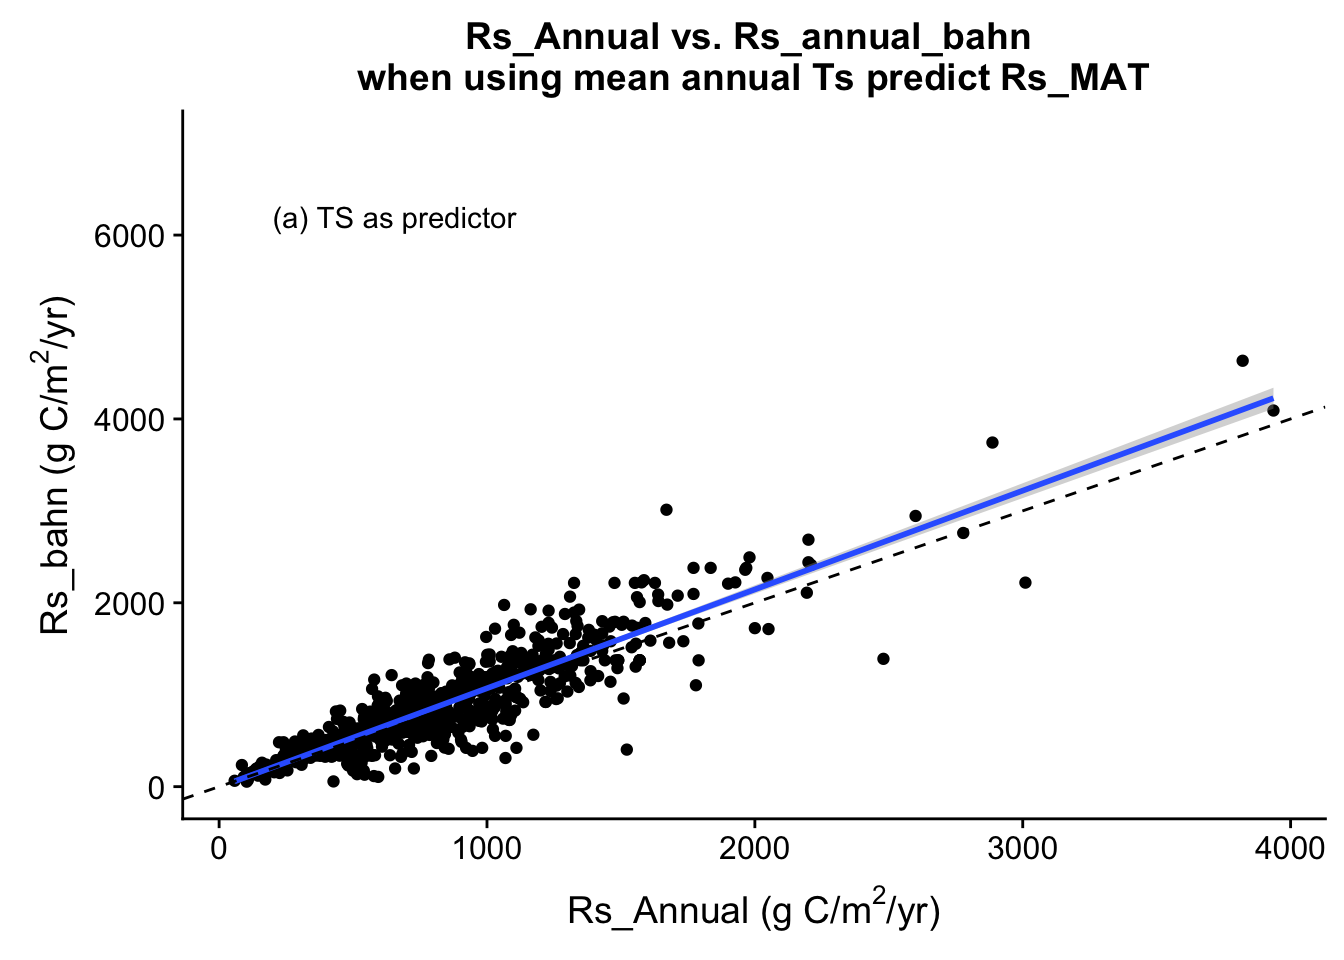 Rs_Annual vs. Rs_annual_bahn
when using mean annual Ts predict Rs_MAT
(a) TS as predictor
6000
4000
2000
0
Rs_bahn (g C/m²/yr)
0 1000 2000 3000 4000
Rs_Annual (g C/m²/yr)